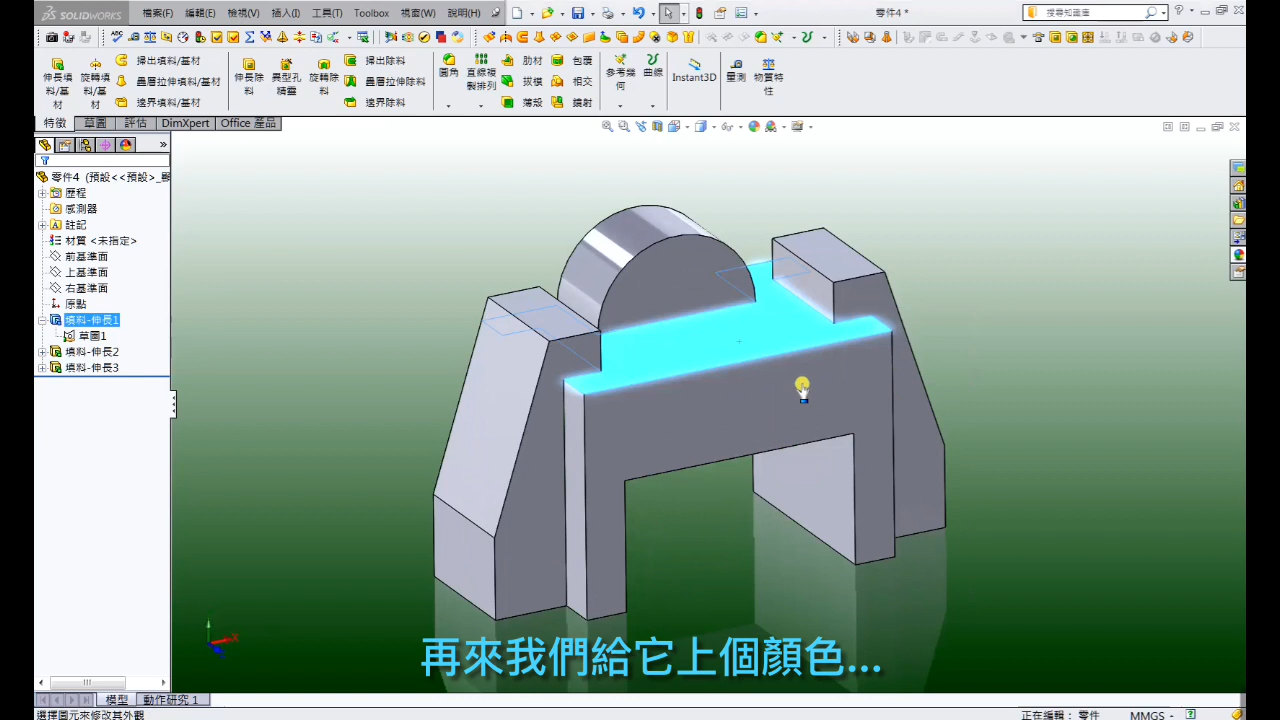 SOLIDWORKS 檔案(F) 編輯(E) 檢視(V) 插入(I) 工具(T) Toolbox 視窗(W) 說明(H) 零件4 * 搜尋知識庫
伸長填料/基材 旋轉填料/基材 掃出填料/基材 疊層拉伸填料/基材 邊界填料/基材 伸長除料 異型孔精靈 旋轉除料 掃出除料 疊層拉伸除料 邊界除料 圓角 直線複製排列 肋材 拔模 薄殼 包覆 相交 鏡射 參考幾何 曲線 Instant3D 量測 物質特性
特徵 草圖 評估 DimXpert Office 產品
零件4 (預設<<預設>_顯
歷程
感測器
註記
材質 <未指定>
前基準面
上基準面
右基準面
原點
填料-伸長1
草圖1
填料-伸長2
填料-伸長3
X
再來我們給它上個顏色...
模型 動作研究 1
選擇圖元來修改其外觀 正在編輯: 零件 MMGS